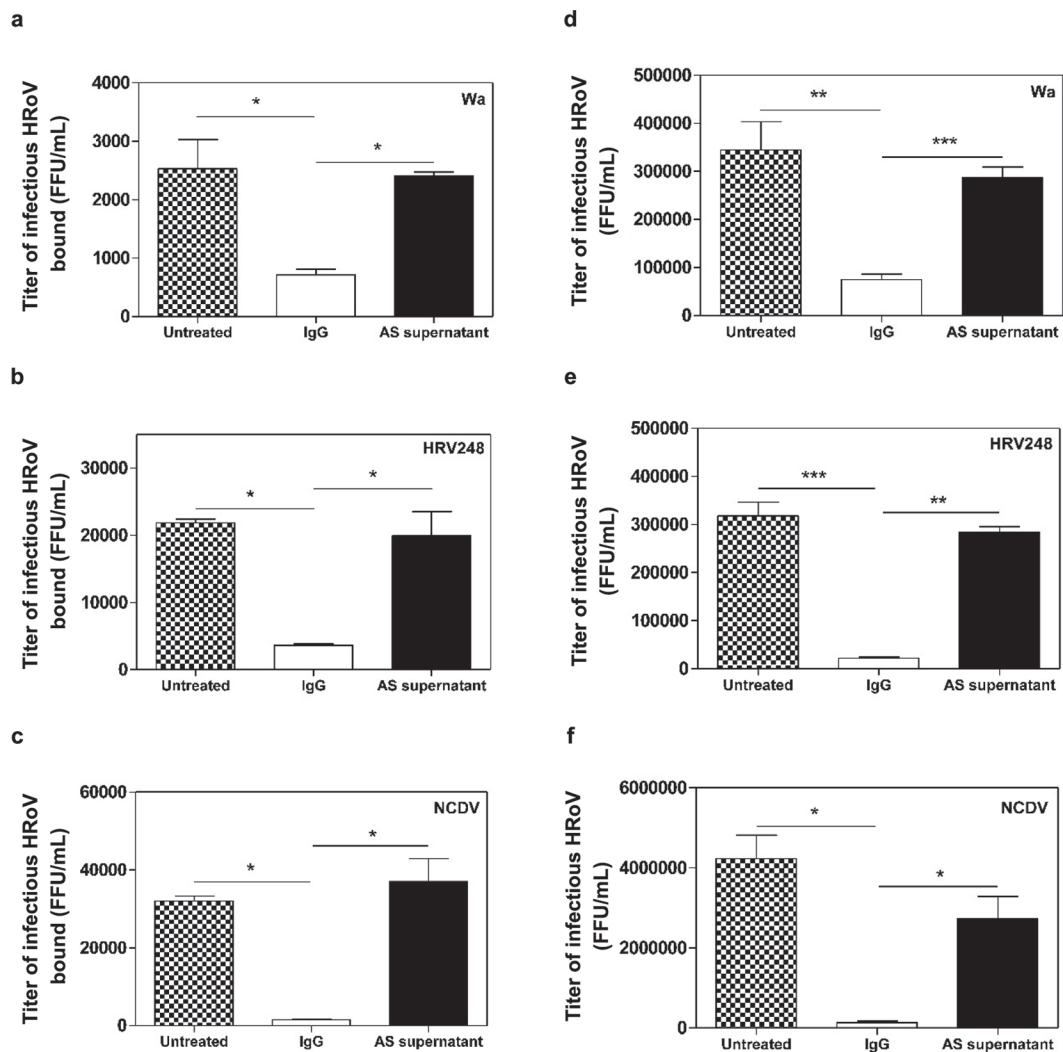 a
Titer of infectious HRoV
bound (FFU/mL)
4000
3000
2000
1000
0
Wa
*
*
Untreated IgG AS supernatant
d
Titer of infectious HRoV
(FFU/mL)
500000
400000
300000
200000
100000
0
Wa
**
***
Untreated IgG AS supernatant
b
Titer of infectious HRoV
bound (FFU/mL)
30000
20000
10000
0
HRV248
*
*
Untreated IgG AS supernatant
e
Titer of infectious HRoV
(FFU/mL)
500000
400000
300000
200000
100000
0
HRV248
***
**
Untreated IgG AS supernatant
c
Titer of infectious HRoV
bound (FFU/mL)
60000
40000
20000
0
NCDV
*
*
Untreated IgG AS supernatant
f
Titer of infectious HRoV
(FFU/mL)
6000000
4000000
2000000
0
NCDV
*
*
Untreated IgG AS supernatant